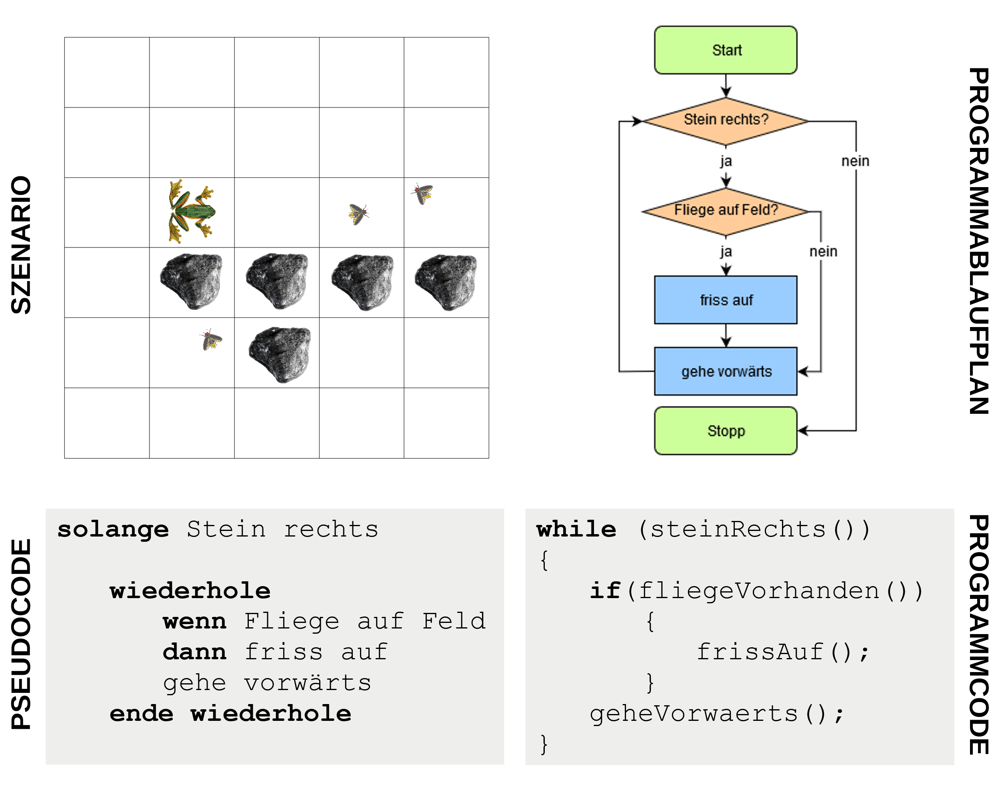 SZENARIO
Start
Stein rechts?
ja
nein
Fliege auf Feld?
ja
nein
friss auf
gehe vorwärts
Stopp
PROGRAMMABLAUFPLAN
PSEUDOCODE
solange Stein rechts
wiederhole
wenn Fliege auf Feld
dann friss auf
gehe vorwärts
ende wiederhole
while (steinRechts())
{
if(fliegeVorhanden())
{
frissAuf();
}
geheVorwaerts();
}
PROGRAMMCODE